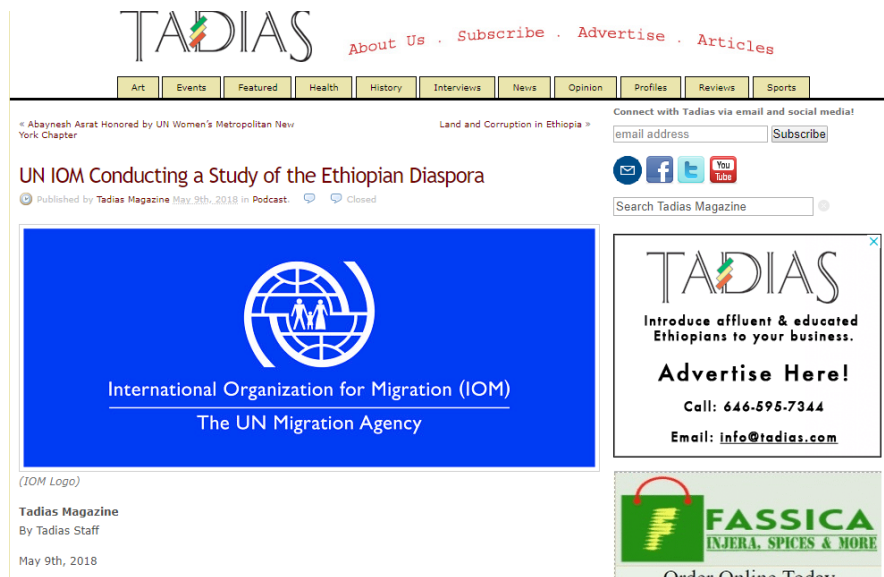 TADIAS
About Us . Subscribe . Advertise . Articles
Art Events Featured Health History Interviews News Opinion Profiles Reviews Sports
« Abaynesh Asrat Honored by UN Women's Metropolitan New
York Chapter
Land and Corruption in Ethiopia »
UN IOM Conducting a Study of the Ethiopian Diaspora
Published by Tadias Magazine May 9th, 2018 in Podcast. Closed
International Organization for Migration (IOM)
The UN Migration Agency
(IOM Logo)
Tadias Magazine
By Tadias Staff
May 9th, 2018
Connect with Tadias via email and social media!
email address Subscribe
f t You
Tube
Search Tadias Magazine
TADIAS
Introduce affluent & educated
Ethiopians to your business.
Advertise Here!
Call: 646-595-7344
Email: info@tadias.com
FASSICA
INJERA, SPICES & MORE
Order Online Today